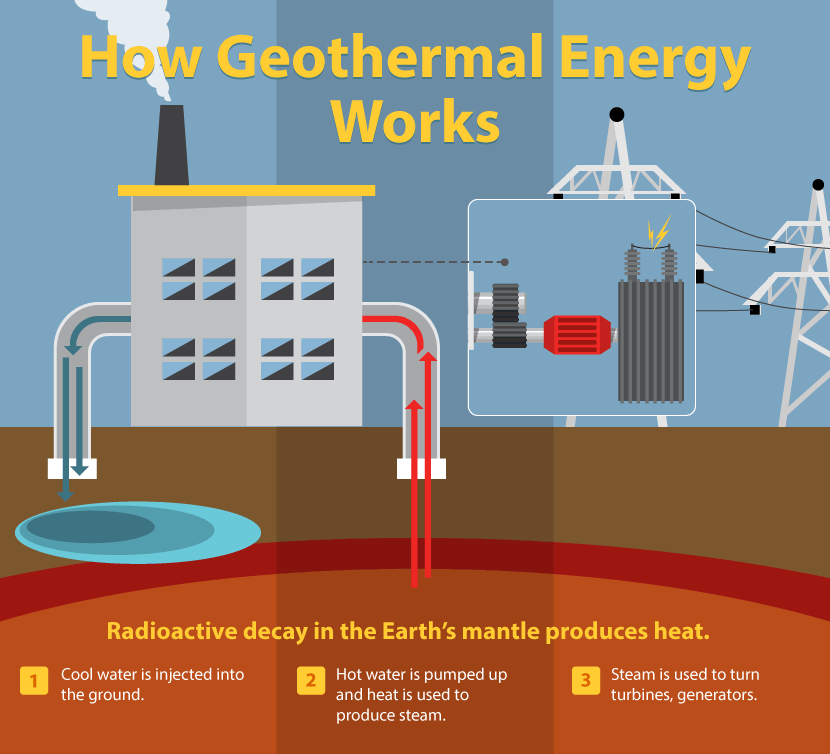 How Geothermal Energy
Works
Radioactive decay in the Earth's mantle produces heat.
1
Cool water is injected into
the ground.
2
Hot water is pumped up
and heat is used to
produce steam.
3
Steam is used to turn
turbines, generators.